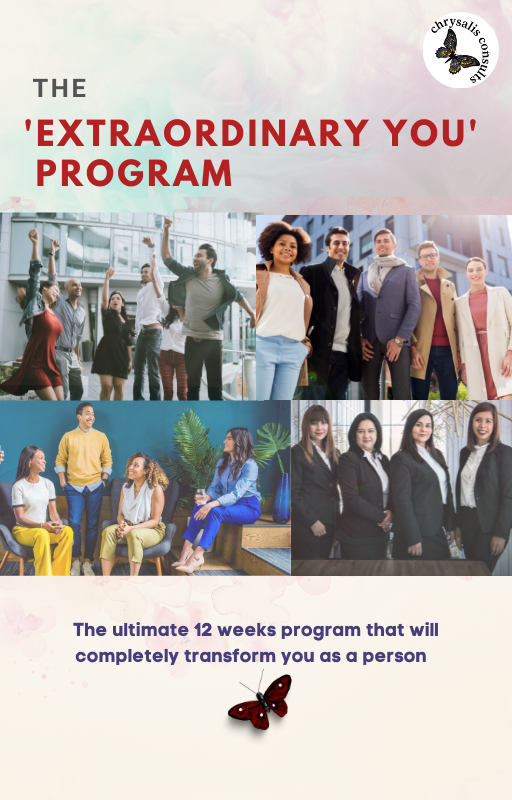 chrysalis consults
THE
'EXTRAORDINARY YOU'
PROGRAM
The ultimate 12 weeks program that will
completely transform you as a person